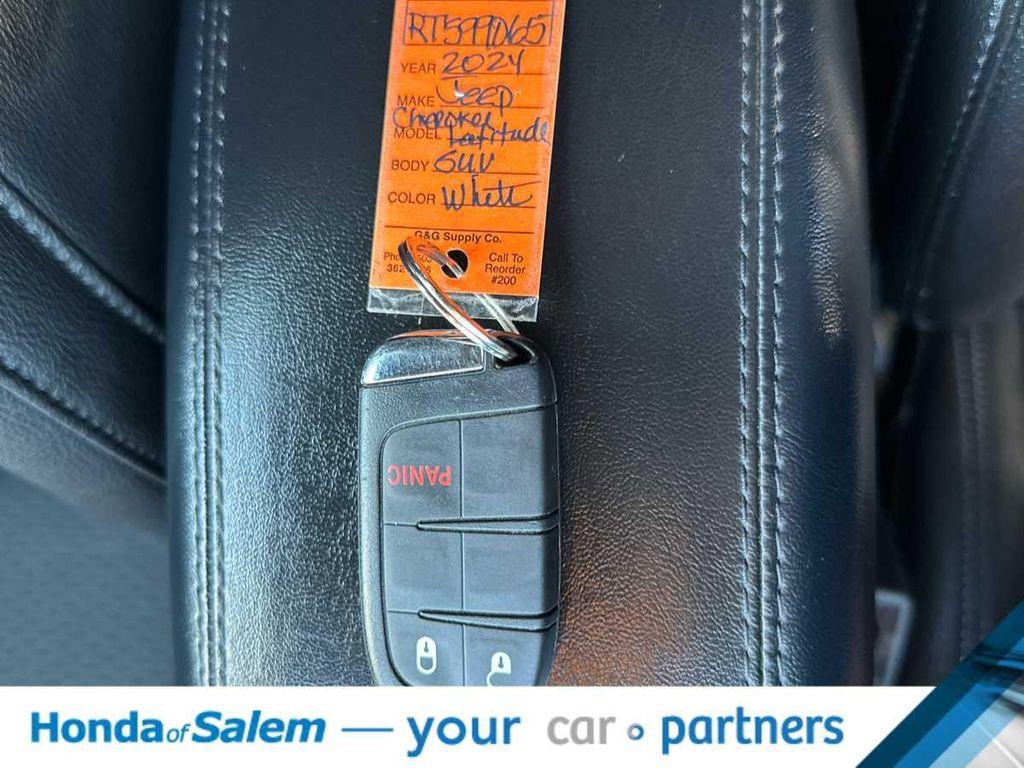 RT599065
YEAR 2024
MAKE Jeep
Cherokee
MODEL Latitude
BODY SUV
COLOR White
G&G Supply Co.
Call To
Reorder
#200
PANIC
Honda of Salem — your car partners